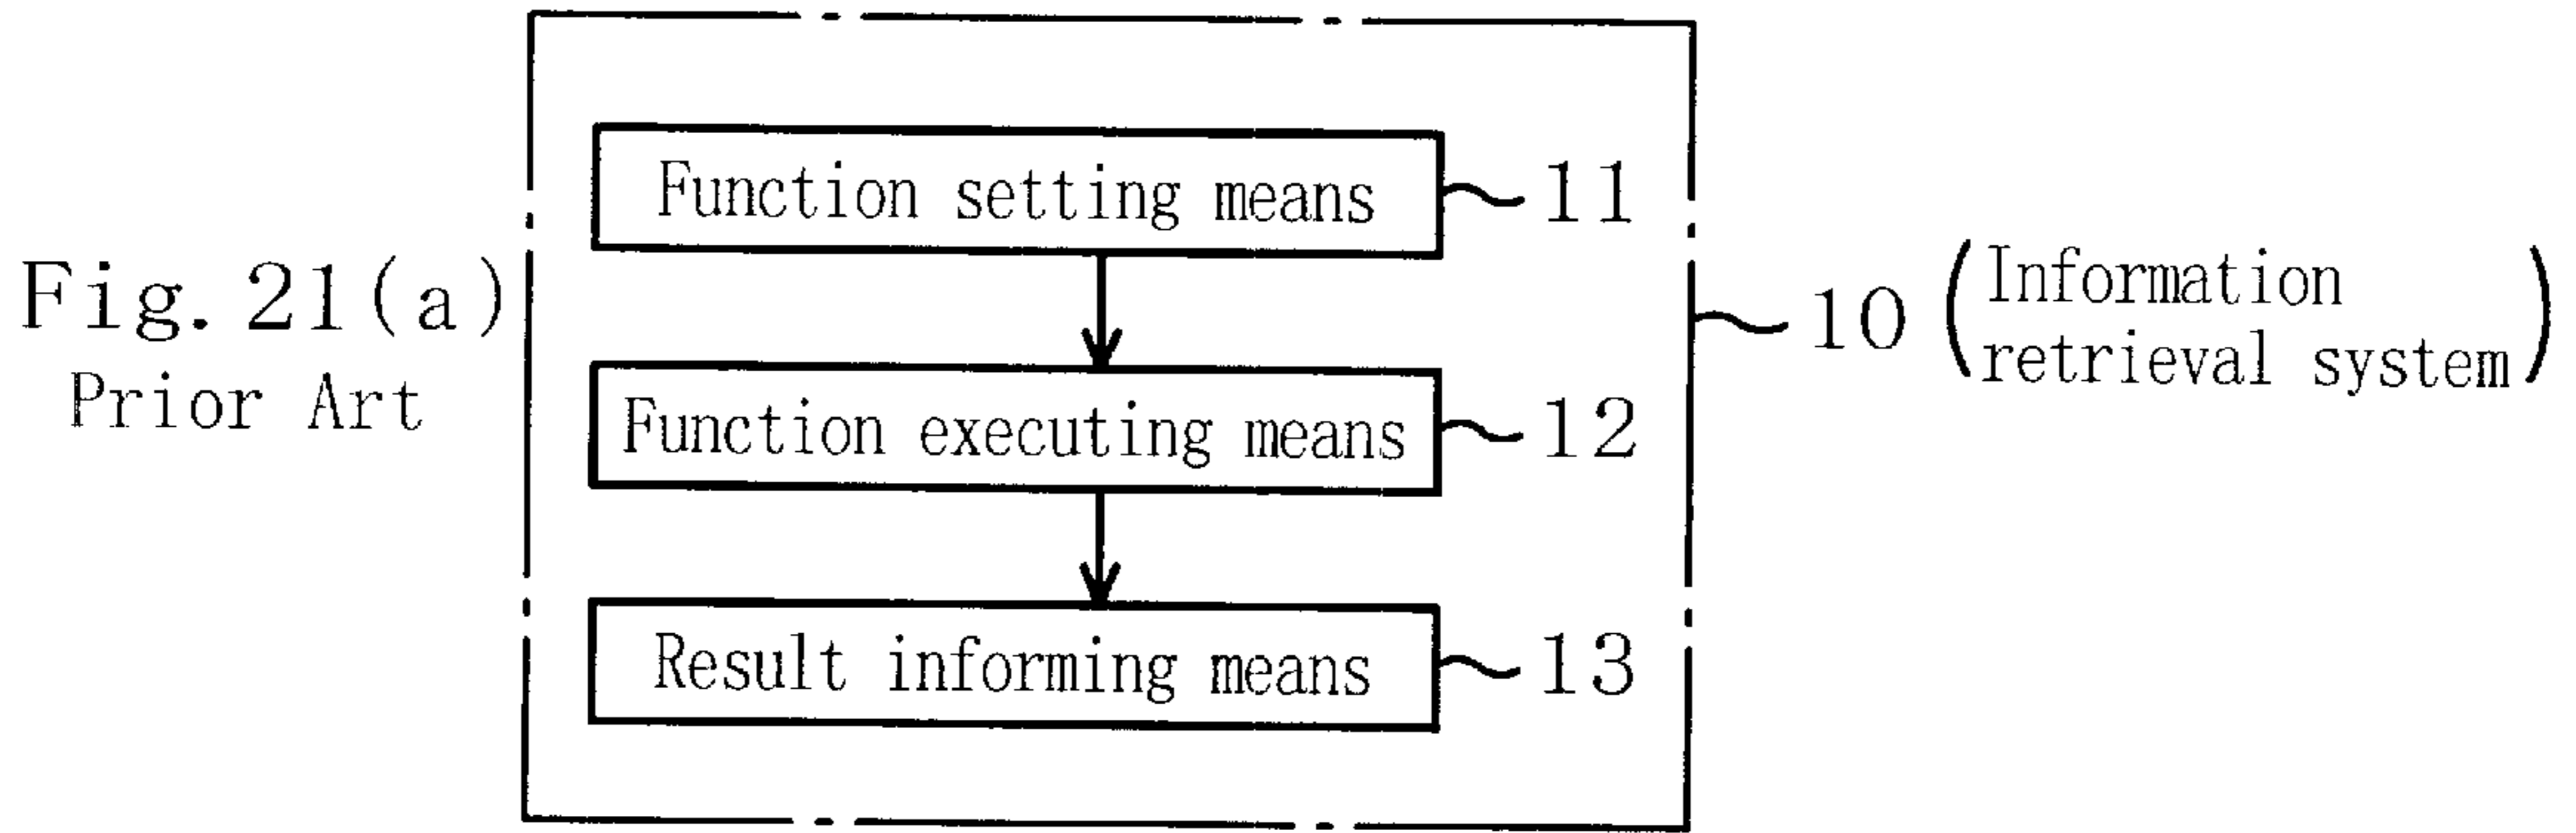 Fig. 21(a)
Prior Art
Function setting means
11
Function executing means
12
Result informing means
13
10 (Information
retrieval system)